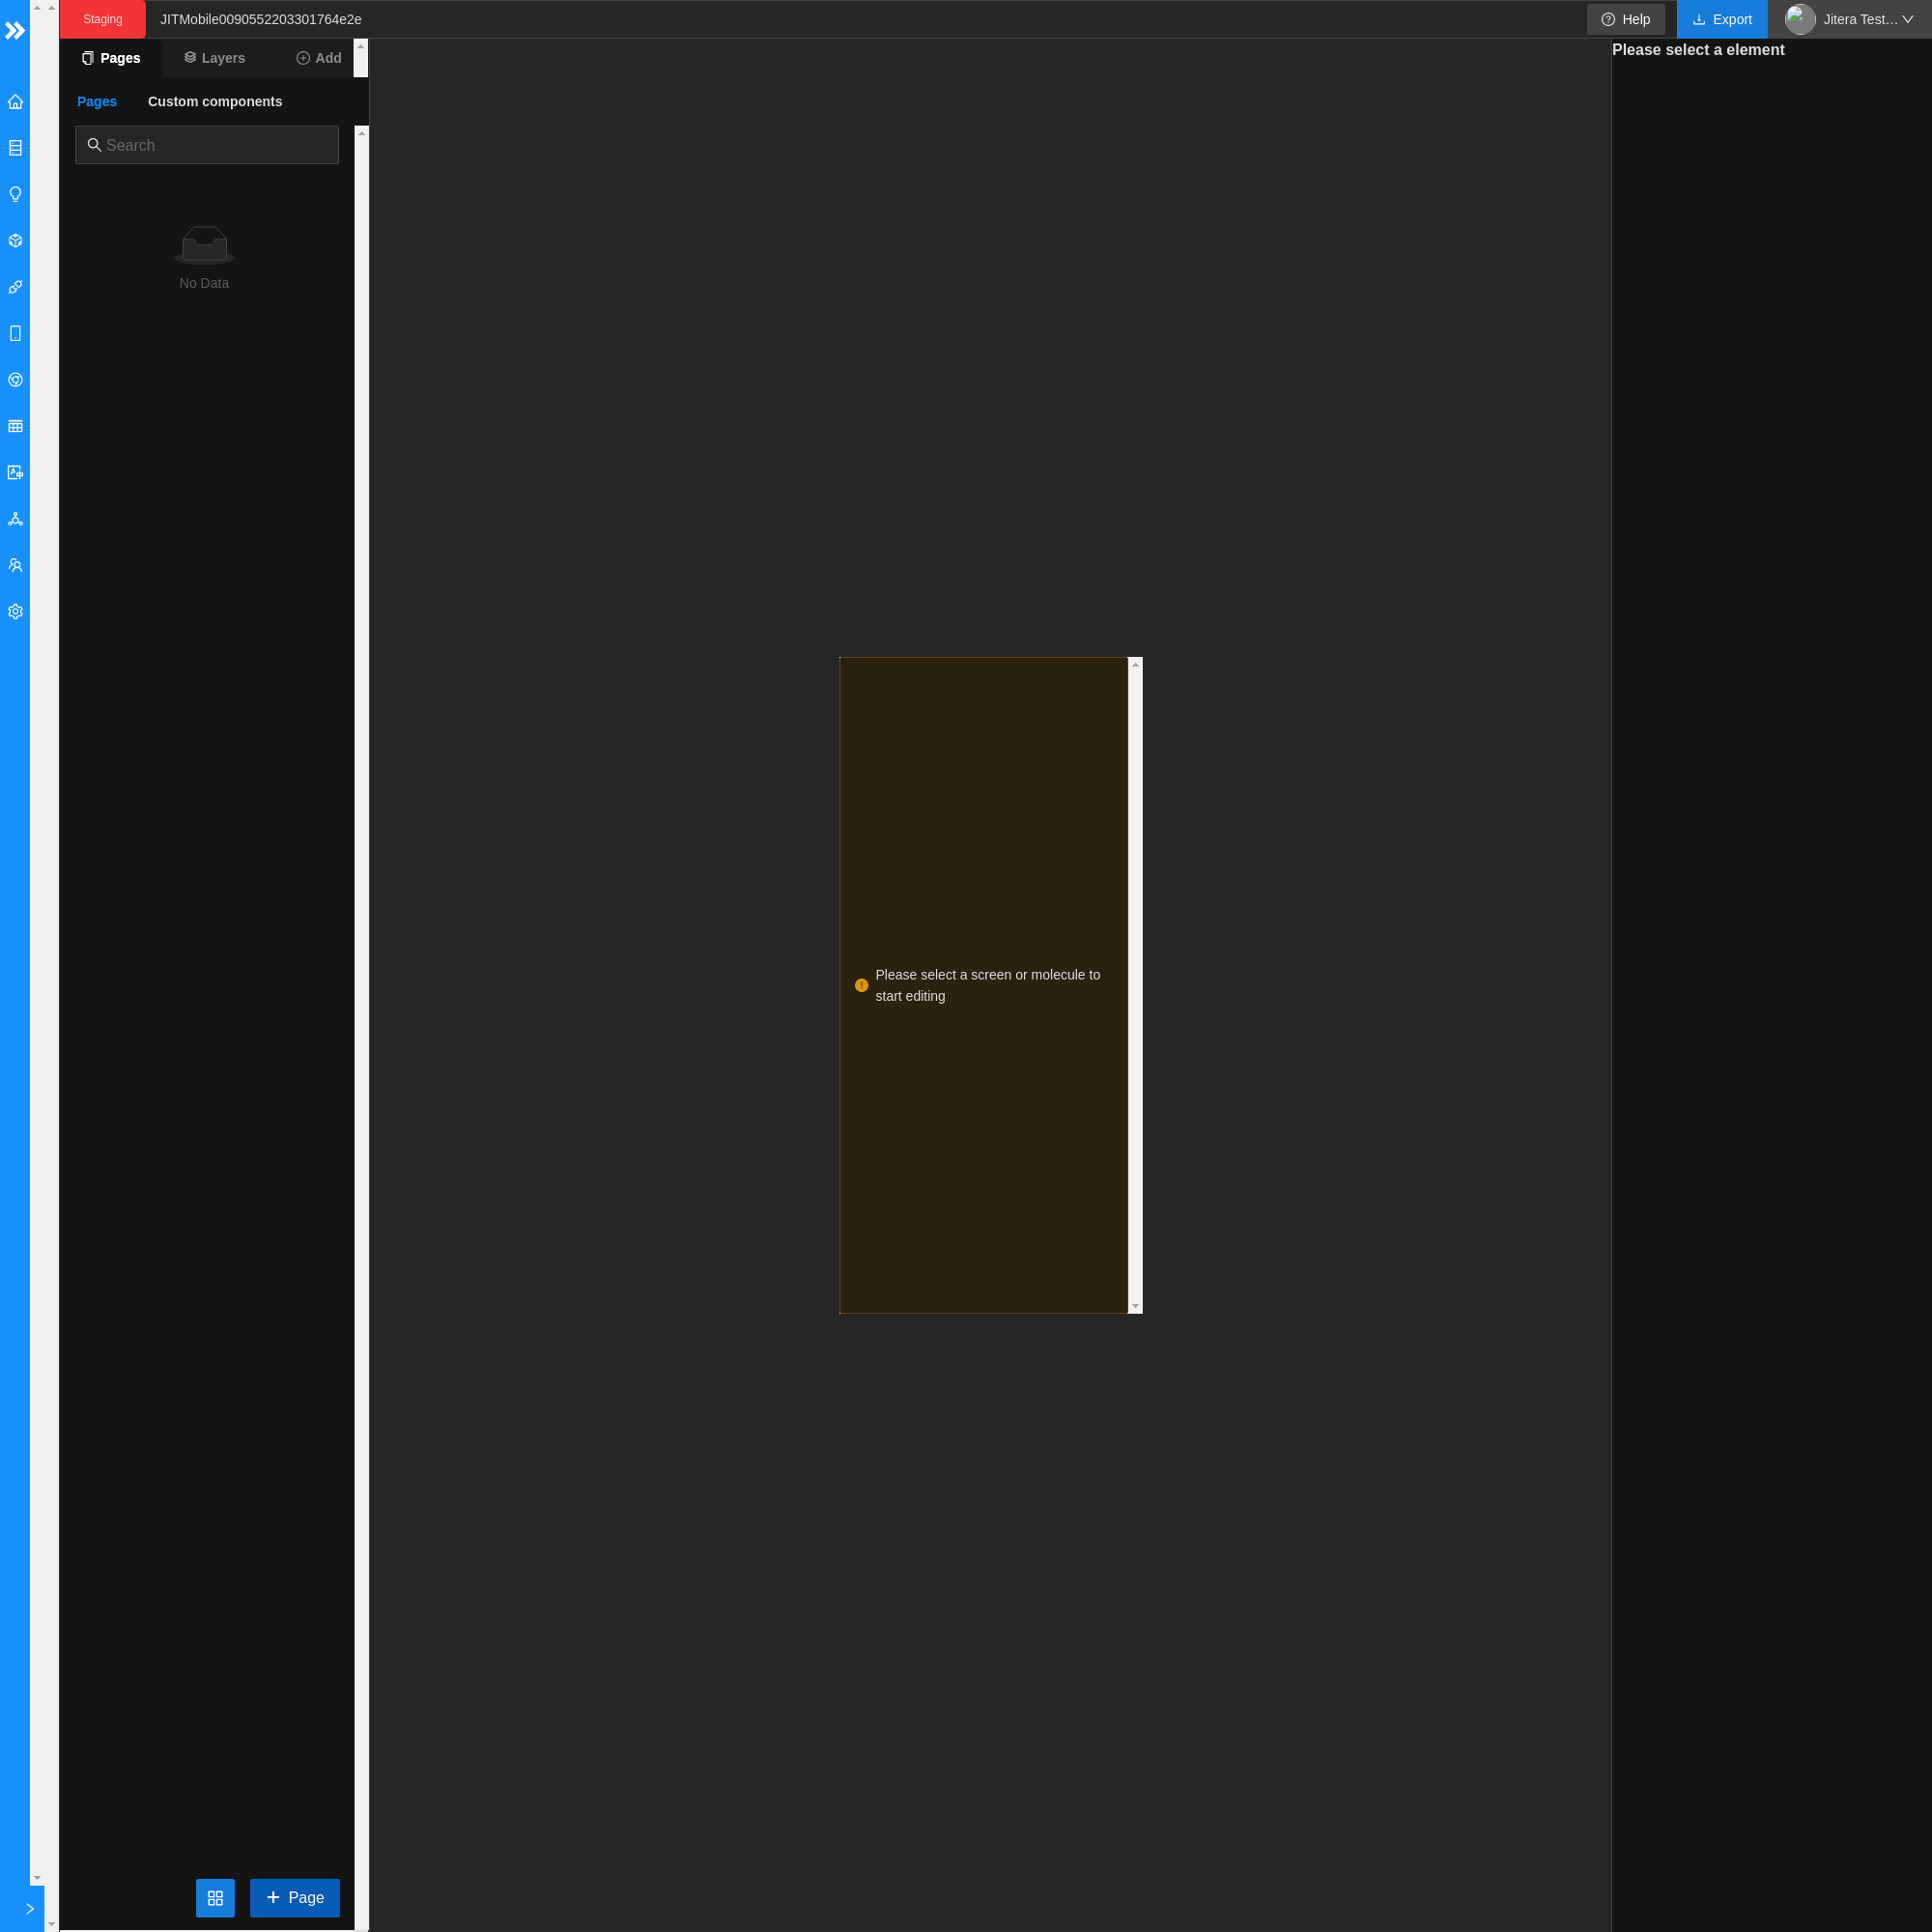 Staging
JITMobile0090552203301764e2e
Help
Export
Jitera Test...
Pages
Layers
Add
Please select a element
Pages
Custom components
Search
No Data
Please select a screen or molecule to
start editing
Page